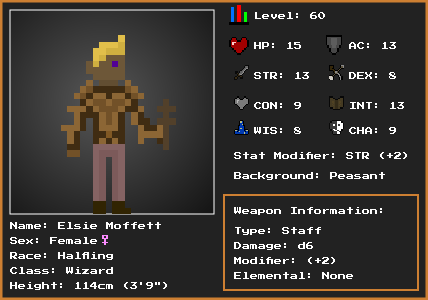 Level: 60
HP: 15 AC: 13
STR: 13 DEX: 8
CON: 9 INT: 13
WIS: 8 CHA: 9
Stat Modifier: STR (+2)
Background: Peasant
Weapon Information:
Type: Staff
Damage: d6
Modifier: (+2)
Elemental: None
Name: Elsie Moffett
Sex: Female♀
Race: Halfling
Class: Wizard
Height: 114cm (3'9")